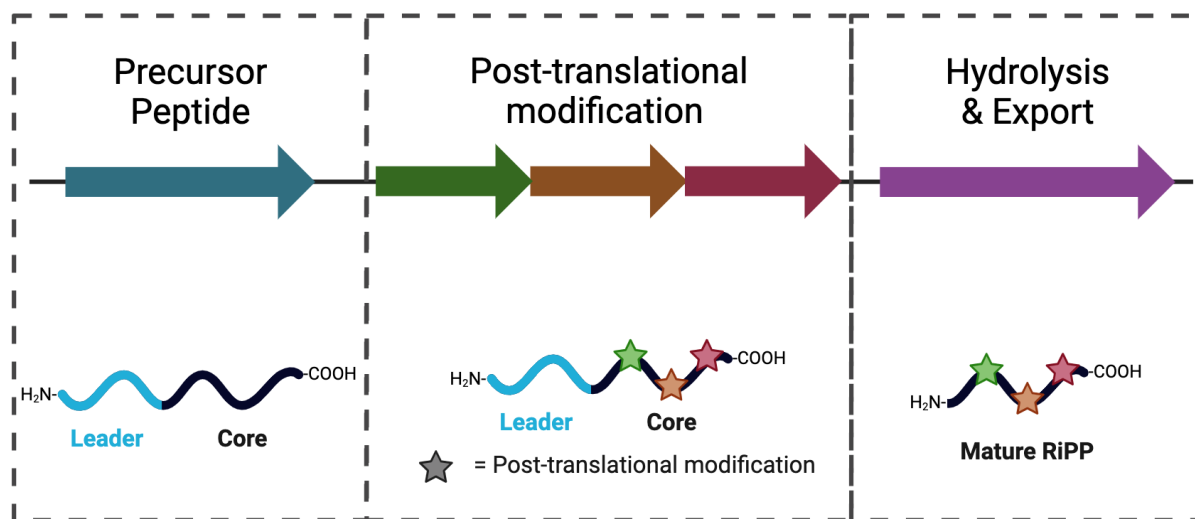 Precursor
Peptide
Post-translational
modification
Hydrolysis
& Export
H₂N-
-COOH
Leader
Core
H₂N-
-COOH
Leader
Core
= Post-translational modification
H₂N-
-COOH
Mature RiPP